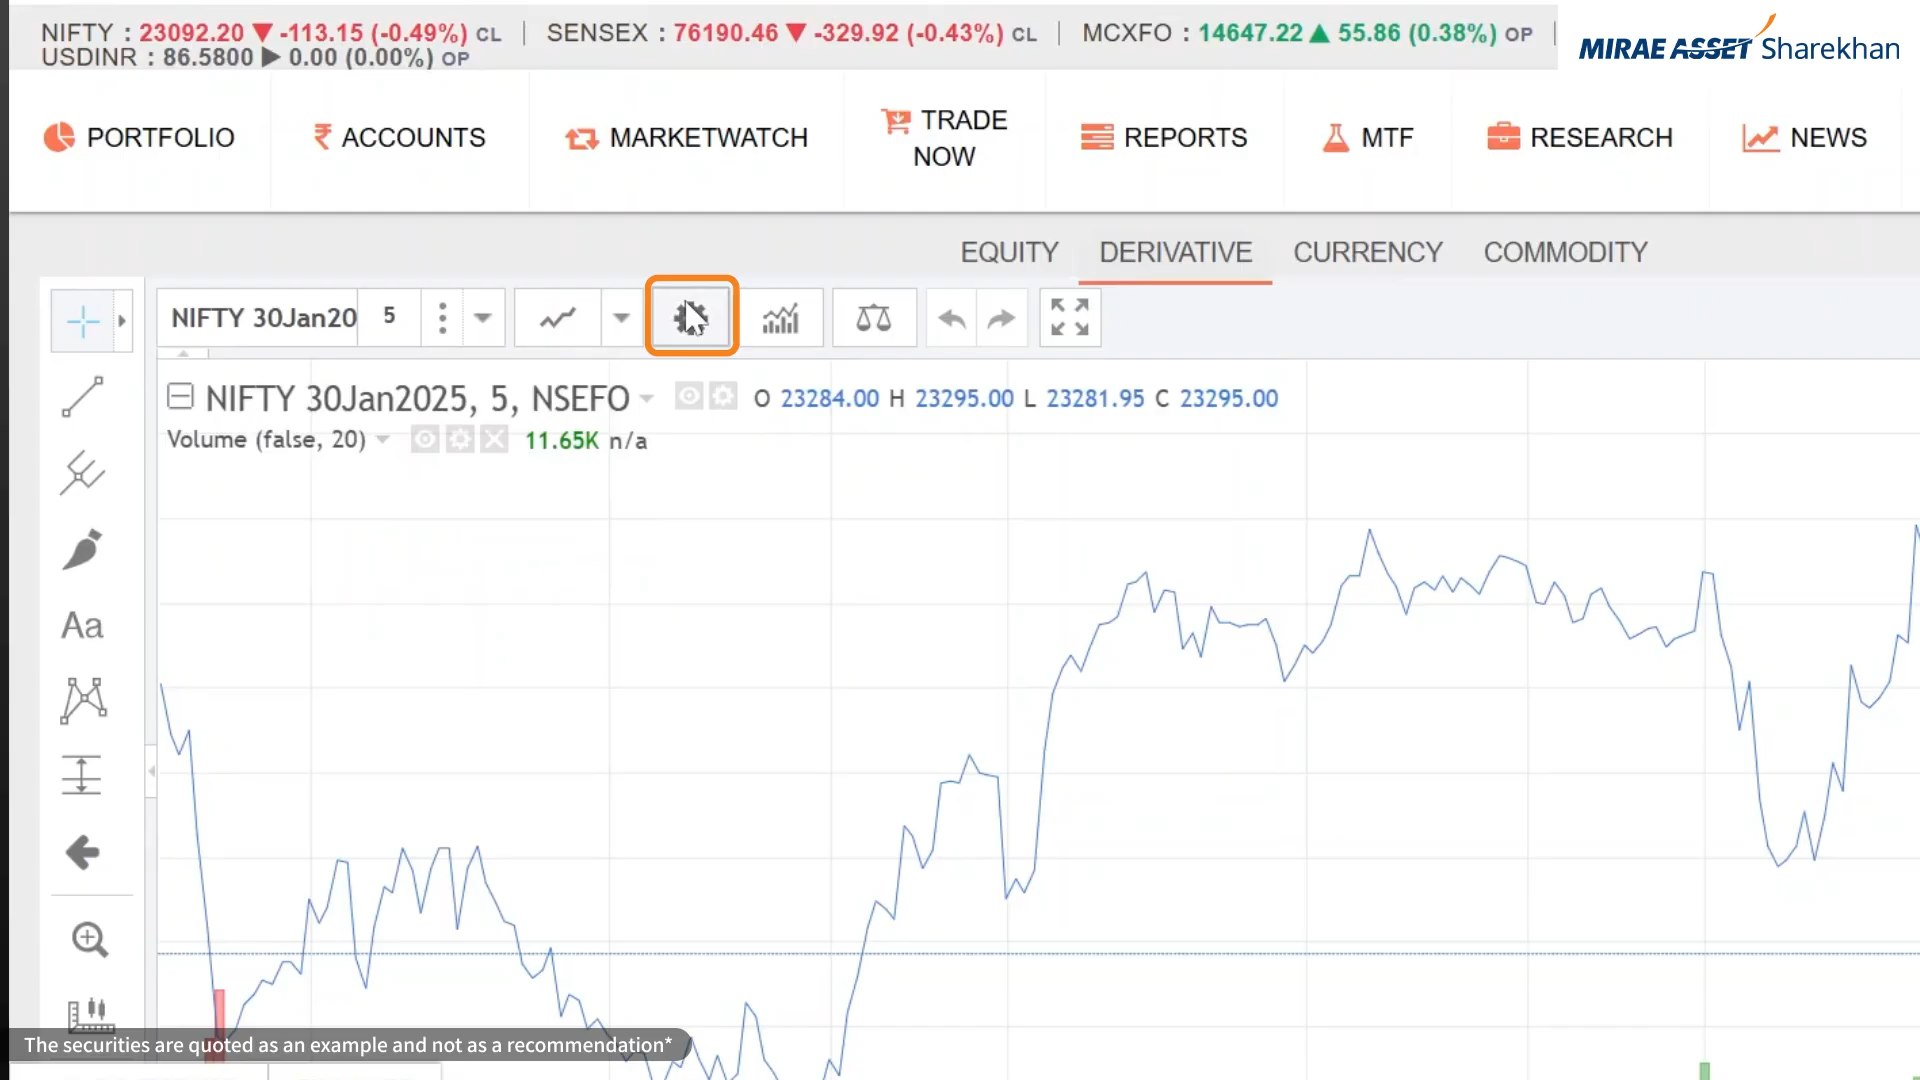 NIFTY : 23092.20 ▼ -113.15 (-0.49%) CL | SENSEX : 76190.46 ▼ -329.92 (-0.43%) CL | MCXFO : 14647.22 ▲ 55.86 (0.38%) OP |
USDINR : 86.5800 ▶ 0.00 (0.00%) OP
MIRAE ASSET Sharekhan
PORTFOLIO
ACCOUNTS
MARKETWATCH
TRADE
NOW
REPORTS
MTF
RESEARCH
NEWS
EQUITY DERIVATIVE CURRENCY COMMODITY
NIFTY 30Jan20 5
NIFTY 30Jan2025, 5, NSEFO O 23284.00 H 23295.00 L 23281.95 C 23295.00
Volume (false, 20) 11.65K n/a
Aa
The securities are quoted as an example and not as a recommendation*